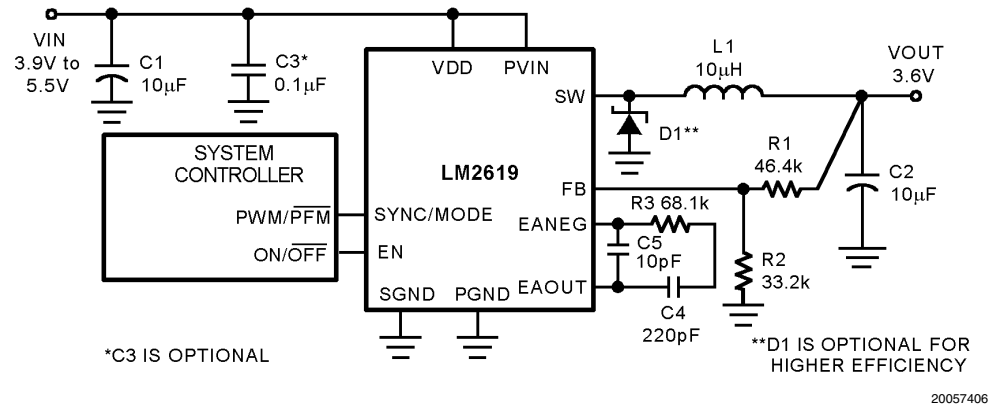 VIN
3.9V to
5.5V
C1
10μF
C3*
0.1μF
VDD
PVIN
SW
L1
10μH
VOUT
3.6V
D1**
SYSTEM
CONTROLLER
LM2619
R1
46.4k
C2
10μF
FB
PWM/PFM
SYNC/MODE
EANEG
R3 68.1k
ON/OFF
EN
C5
10pF
R2
33.2k
EAOUT
SGND
PGND
C4
220pF
*C3 IS OPTIONAL
**D1 IS OPTIONAL FOR
HIGHER EFFICIENCY
20057406